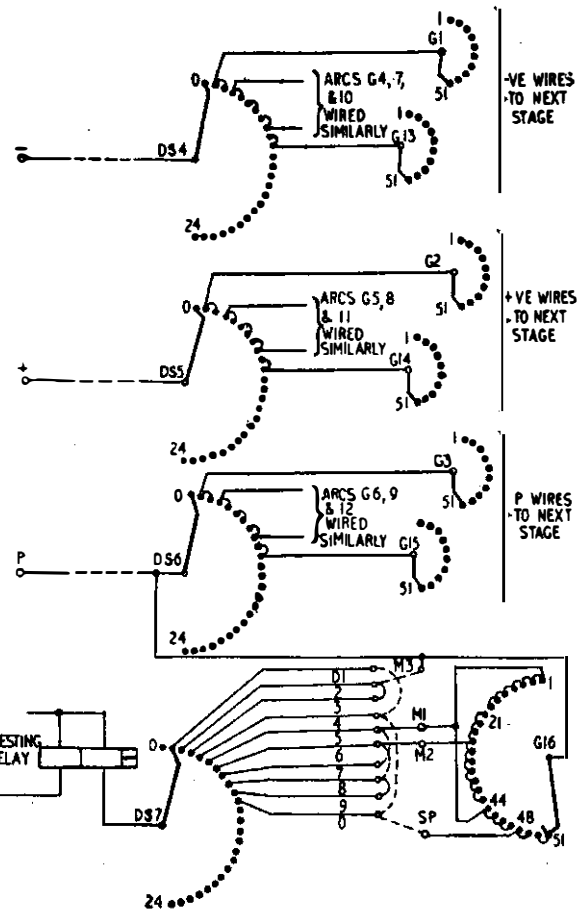 1
G1
51
0
ARCS G4, 7,
& 10
WIRED
SIMILARLY
-VE WIRES
TO NEXT
STAGE
1
G13
51
-
DS4
24
1
G2
51
0
ARCS G5, 8
& 11
WIRED
SIMILARLY
+VE WIRES
TO NEXT
STAGE
1
G14
51
+
DS5
24
1
G3
51
0
ARCS G6, 9
& 12
WIRED
SIMILARLY
P WIRES
TO NEXT
STAGE
G15
51
P
DS6
24
D1
2
3
4
5
6
7
8
9
0
M3
M1
M2
SP
1
21
G16
44
48
51
ESTING
ELAY
0
DS7
24